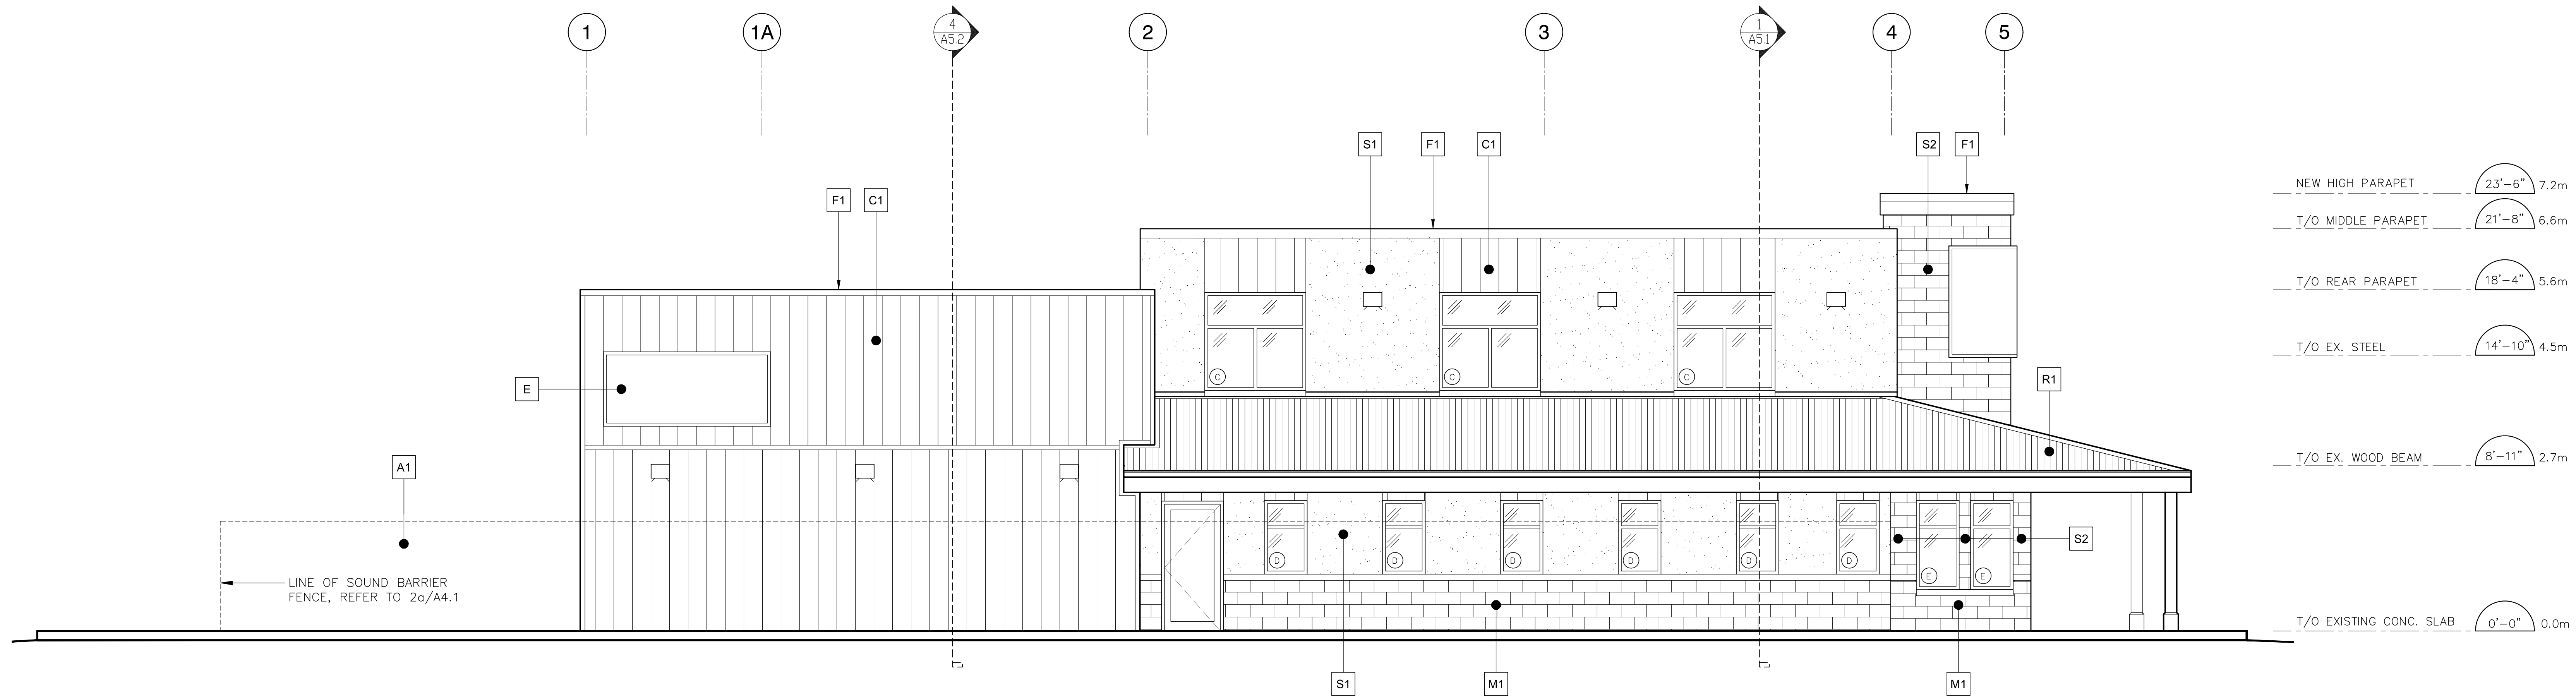 1
1A
4
A5.2
2
3
1
A5.1
4
5
S1
F1
C1
S2
F1
NEW HIGH PARAPET 23'-6" 7.2m
F1
C1
T/O MIDDLE PARAPET 21'-8" 6.6m
T/O REAR PARAPET 18'-4" 5.6m
T/O EX. STEEL 14'-10" 4.5m
C
C
C
E
R1
A1
T/O EX. WOOD BEAM 8'-11" 2.7m
S2
D
D
D
D
D
D
E
E
LINE OF SOUND BARRIER
FENCE, REFER TO 2a/A4.1
T/O EXISTING CONC. SLAB 0'-0" 0.0m
S1
M1
M1